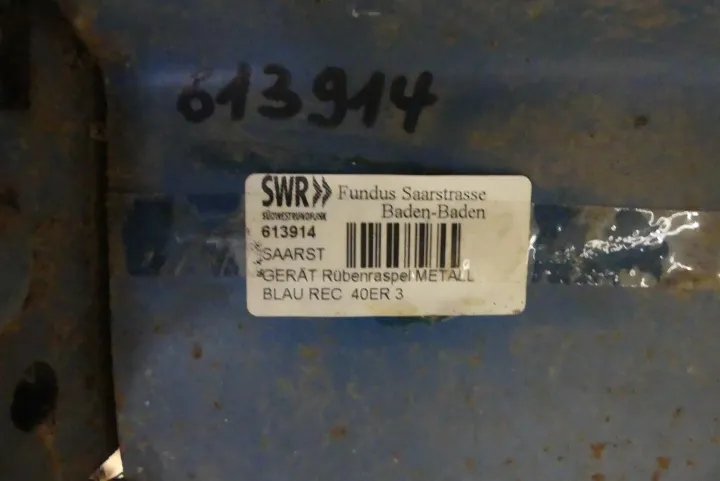 613914
SWR» Fundus Saarstrasse
SÜDWESTRUNDFUNK Baden-Baden
613914
SAARST
GERÄT Rübenraspel METALL
BLAU REC 40ER 3